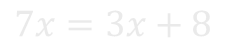 7x = 3x + 8